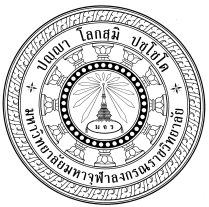 ปญฺญา โลกสฺมิ ปชฺโชโต
มจร
มหาวิทยาลัยมหาจุฬาลงกรณราชวิทยาลัย